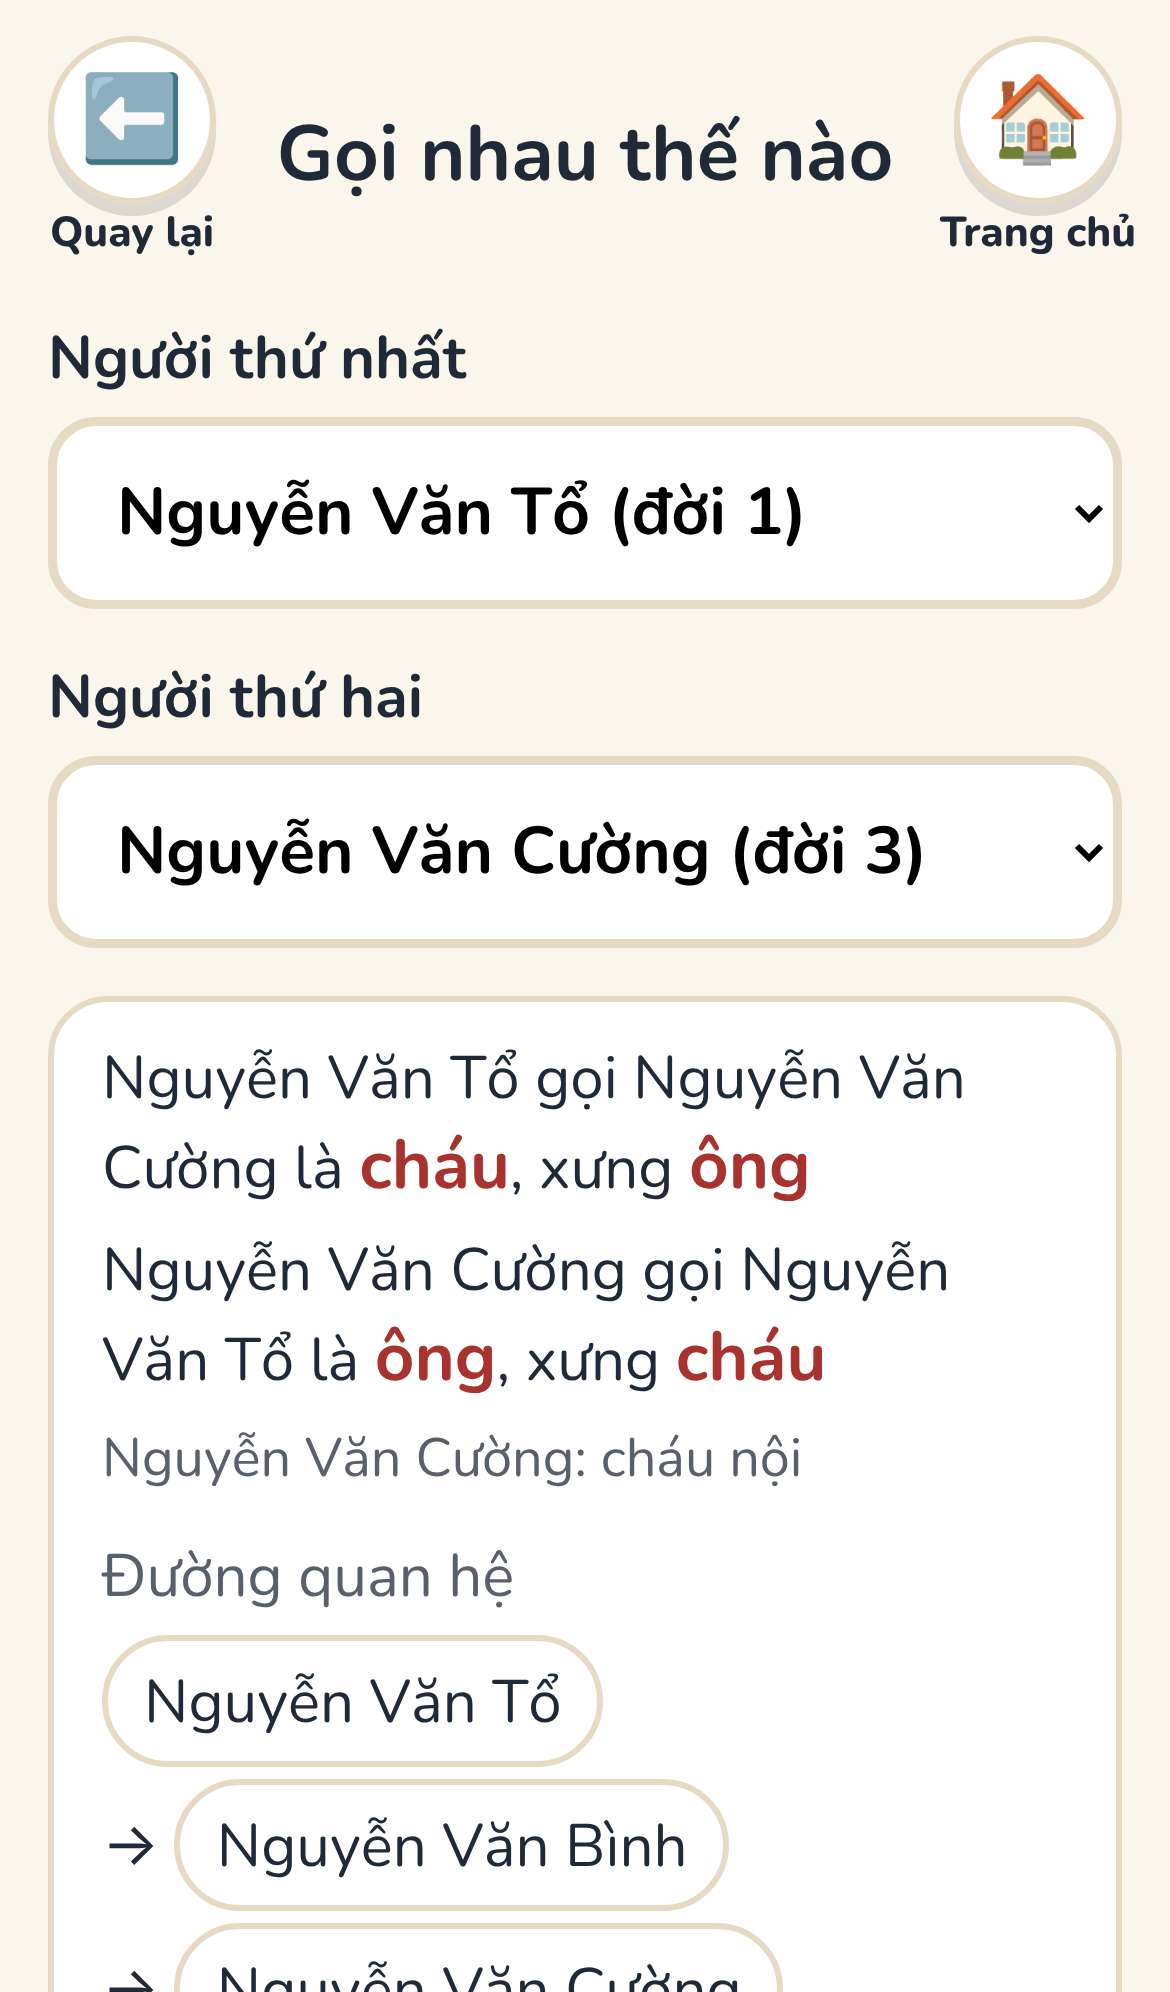 Gọi nhau thế nào
Quay lại
Trang chủ
Người thứ nhất
Nguyễn Văn Tổ (đời 1)
Người thứ hai
Nguyễn Văn Cường (đời 3)
Nguyễn Văn Tổ gọi Nguyễn Văn
Cường là cháu, xưng ông
Nguyễn Văn Cường gọi Nguyễn
Văn Tổ là ông, xưng cháu
Nguyễn Văn Cường: cháu nội
Đường quan hệ
Nguyễn Văn Tổ
→ Nguyễn Văn Bình
→ Nguyễn Văn Cường